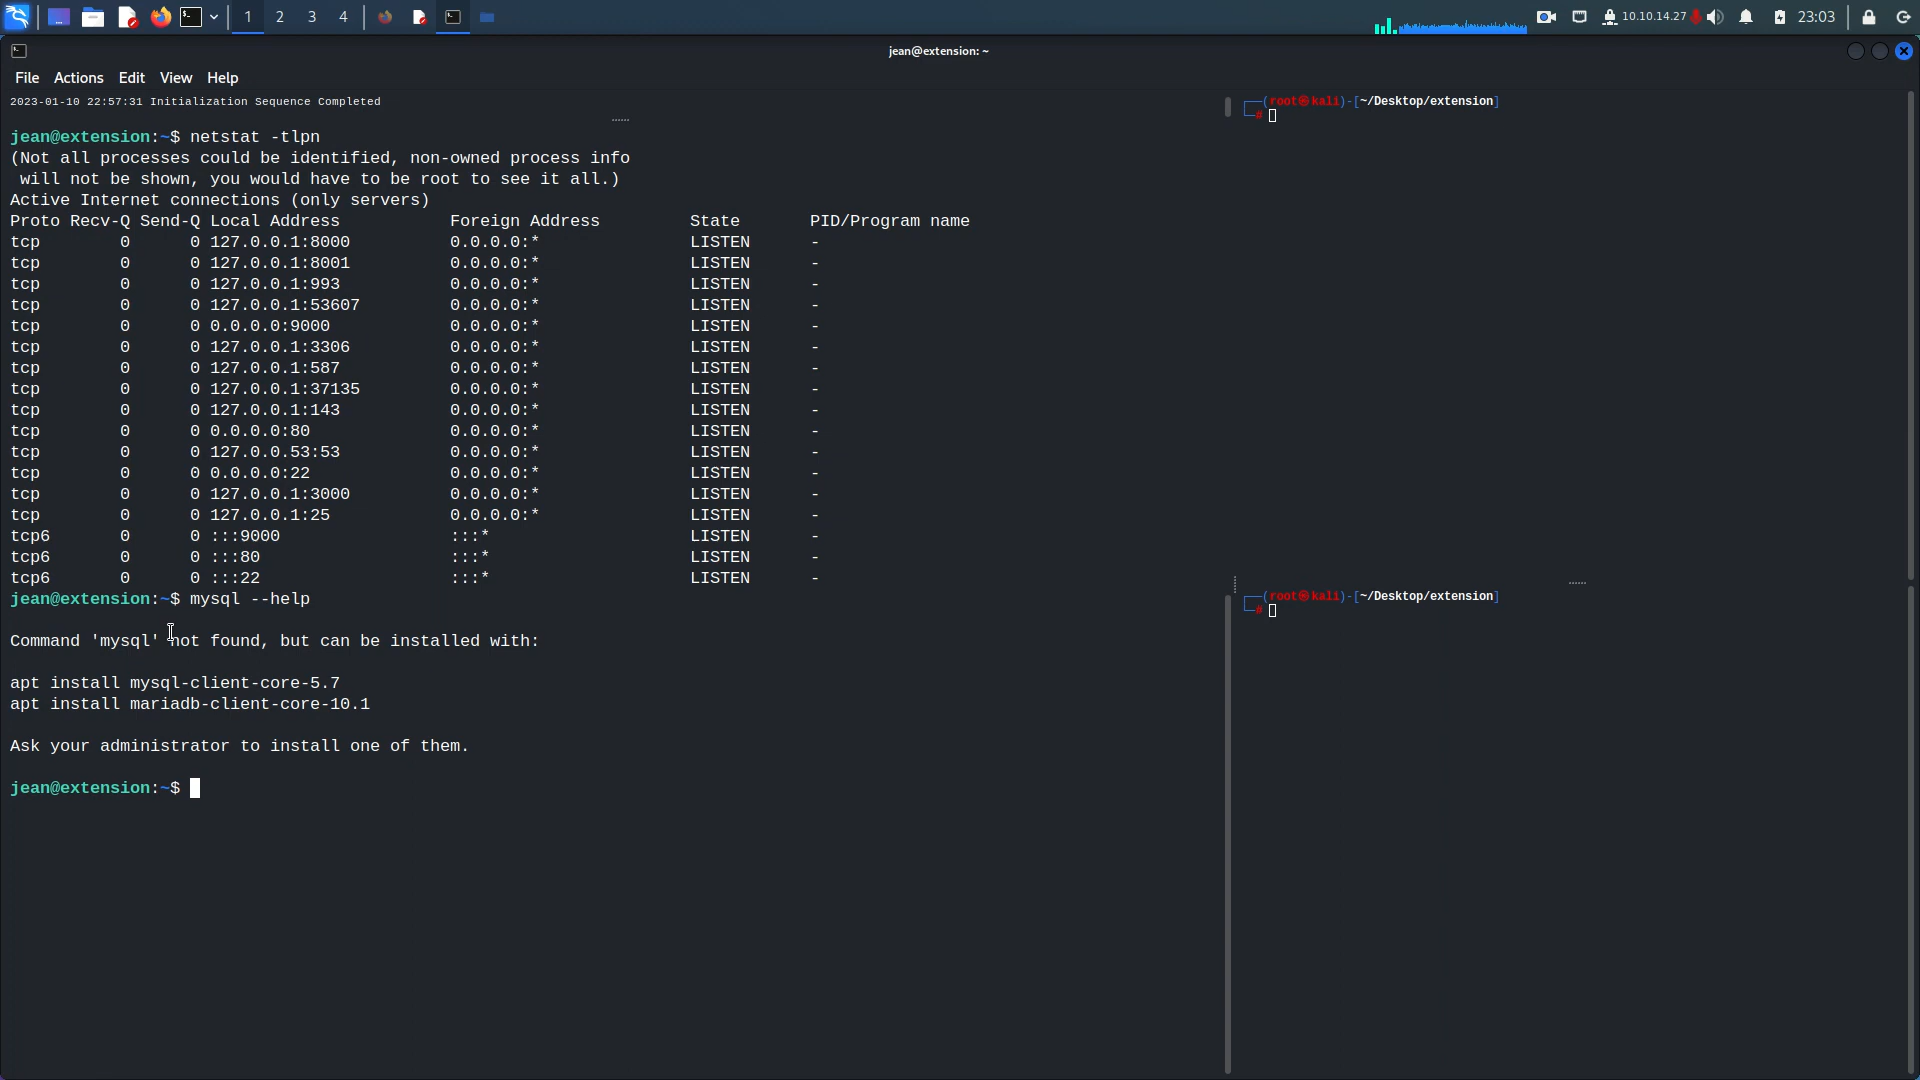 1 2 3 4 10.10.14.27 23:03
jean@extension: ~
File Actions Edit View Help
2023-01-10 22:57:31 Initialization Sequence Completed
jean@extension:~$ netstat -tlpn
(Not all processes could be identified, non-owned process info
will not be shown, you would have to be root to see it all.)
Active Internet connections (only servers)
Proto Recv-Q Send-Q Local Address Foreign Address State PID/Program name
tcp 0 0 127.0.0.1:8000 0.0.0.0:* LISTEN -
tcp 0 0 127.0.0.1:8001 0.0.0.0:* LISTEN -
tcp 0 0 127.0.0.1:993 0.0.0.0:* LISTEN -
tcp 0 0 127.0.0.1:53607 0.0.0.0:* LISTEN -
tcp 0 0 0.0.0.0:9000 0.0.0.0:* LISTEN -
tcp 0 0 127.0.0.1:3306 0.0.0.0:* LISTEN -
tcp 0 0 127.0.0.1:587 0.0.0.0:* LISTEN -
tcp 0 0 127.0.0.1:37135 0.0.0.0:* LISTEN -
tcp 0 0 127.0.0.1:143 0.0.0.0:* LISTEN -
tcp 0 0 0.0.0.0:80 0.0.0.0:* LISTEN -
tcp 0 0 127.0.0.53:53 0.0.0.0:* LISTEN -
tcp 0 0 0.0.0.0:22 0.0.0.0:* LISTEN -
tcp 0 0 127.0.0.1:3000 0.0.0.0:* LISTEN -
tcp 0 0 127.0.0.1:25 0.0.0.0:* LISTEN -
tcp6 0 0 :::9000 :::* LISTEN -
tcp6 0 0 :::80 :::* LISTEN -
tcp6 0 0 :::22 :::* LISTEN -
jean@extension:~$ mysql --help
Command 'mysql' not found, but can be installed with:
apt install mysql-client-core-5.7
apt install mariadb-client-core-10.1
Ask your administrator to install one of them.
jean@extension:~$
┌──(root㉿kali)-[~/Desktop/extension]
└─#
┌──(root㉿kali)-[~/Desktop/extension]
└─#